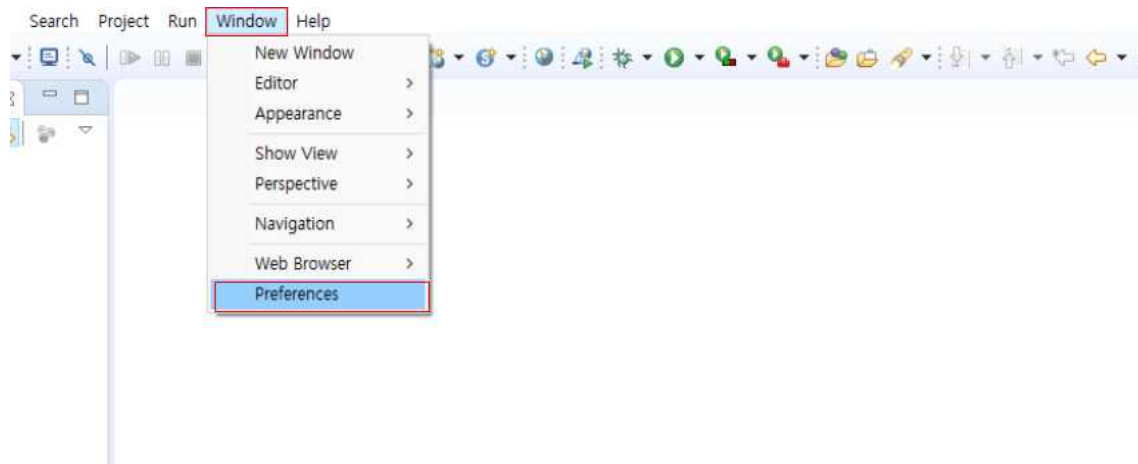 Search Project Run Window Help
New Window
Editor
Appearance
Show View
Perspective
Navigation
Web Browser
Preferences